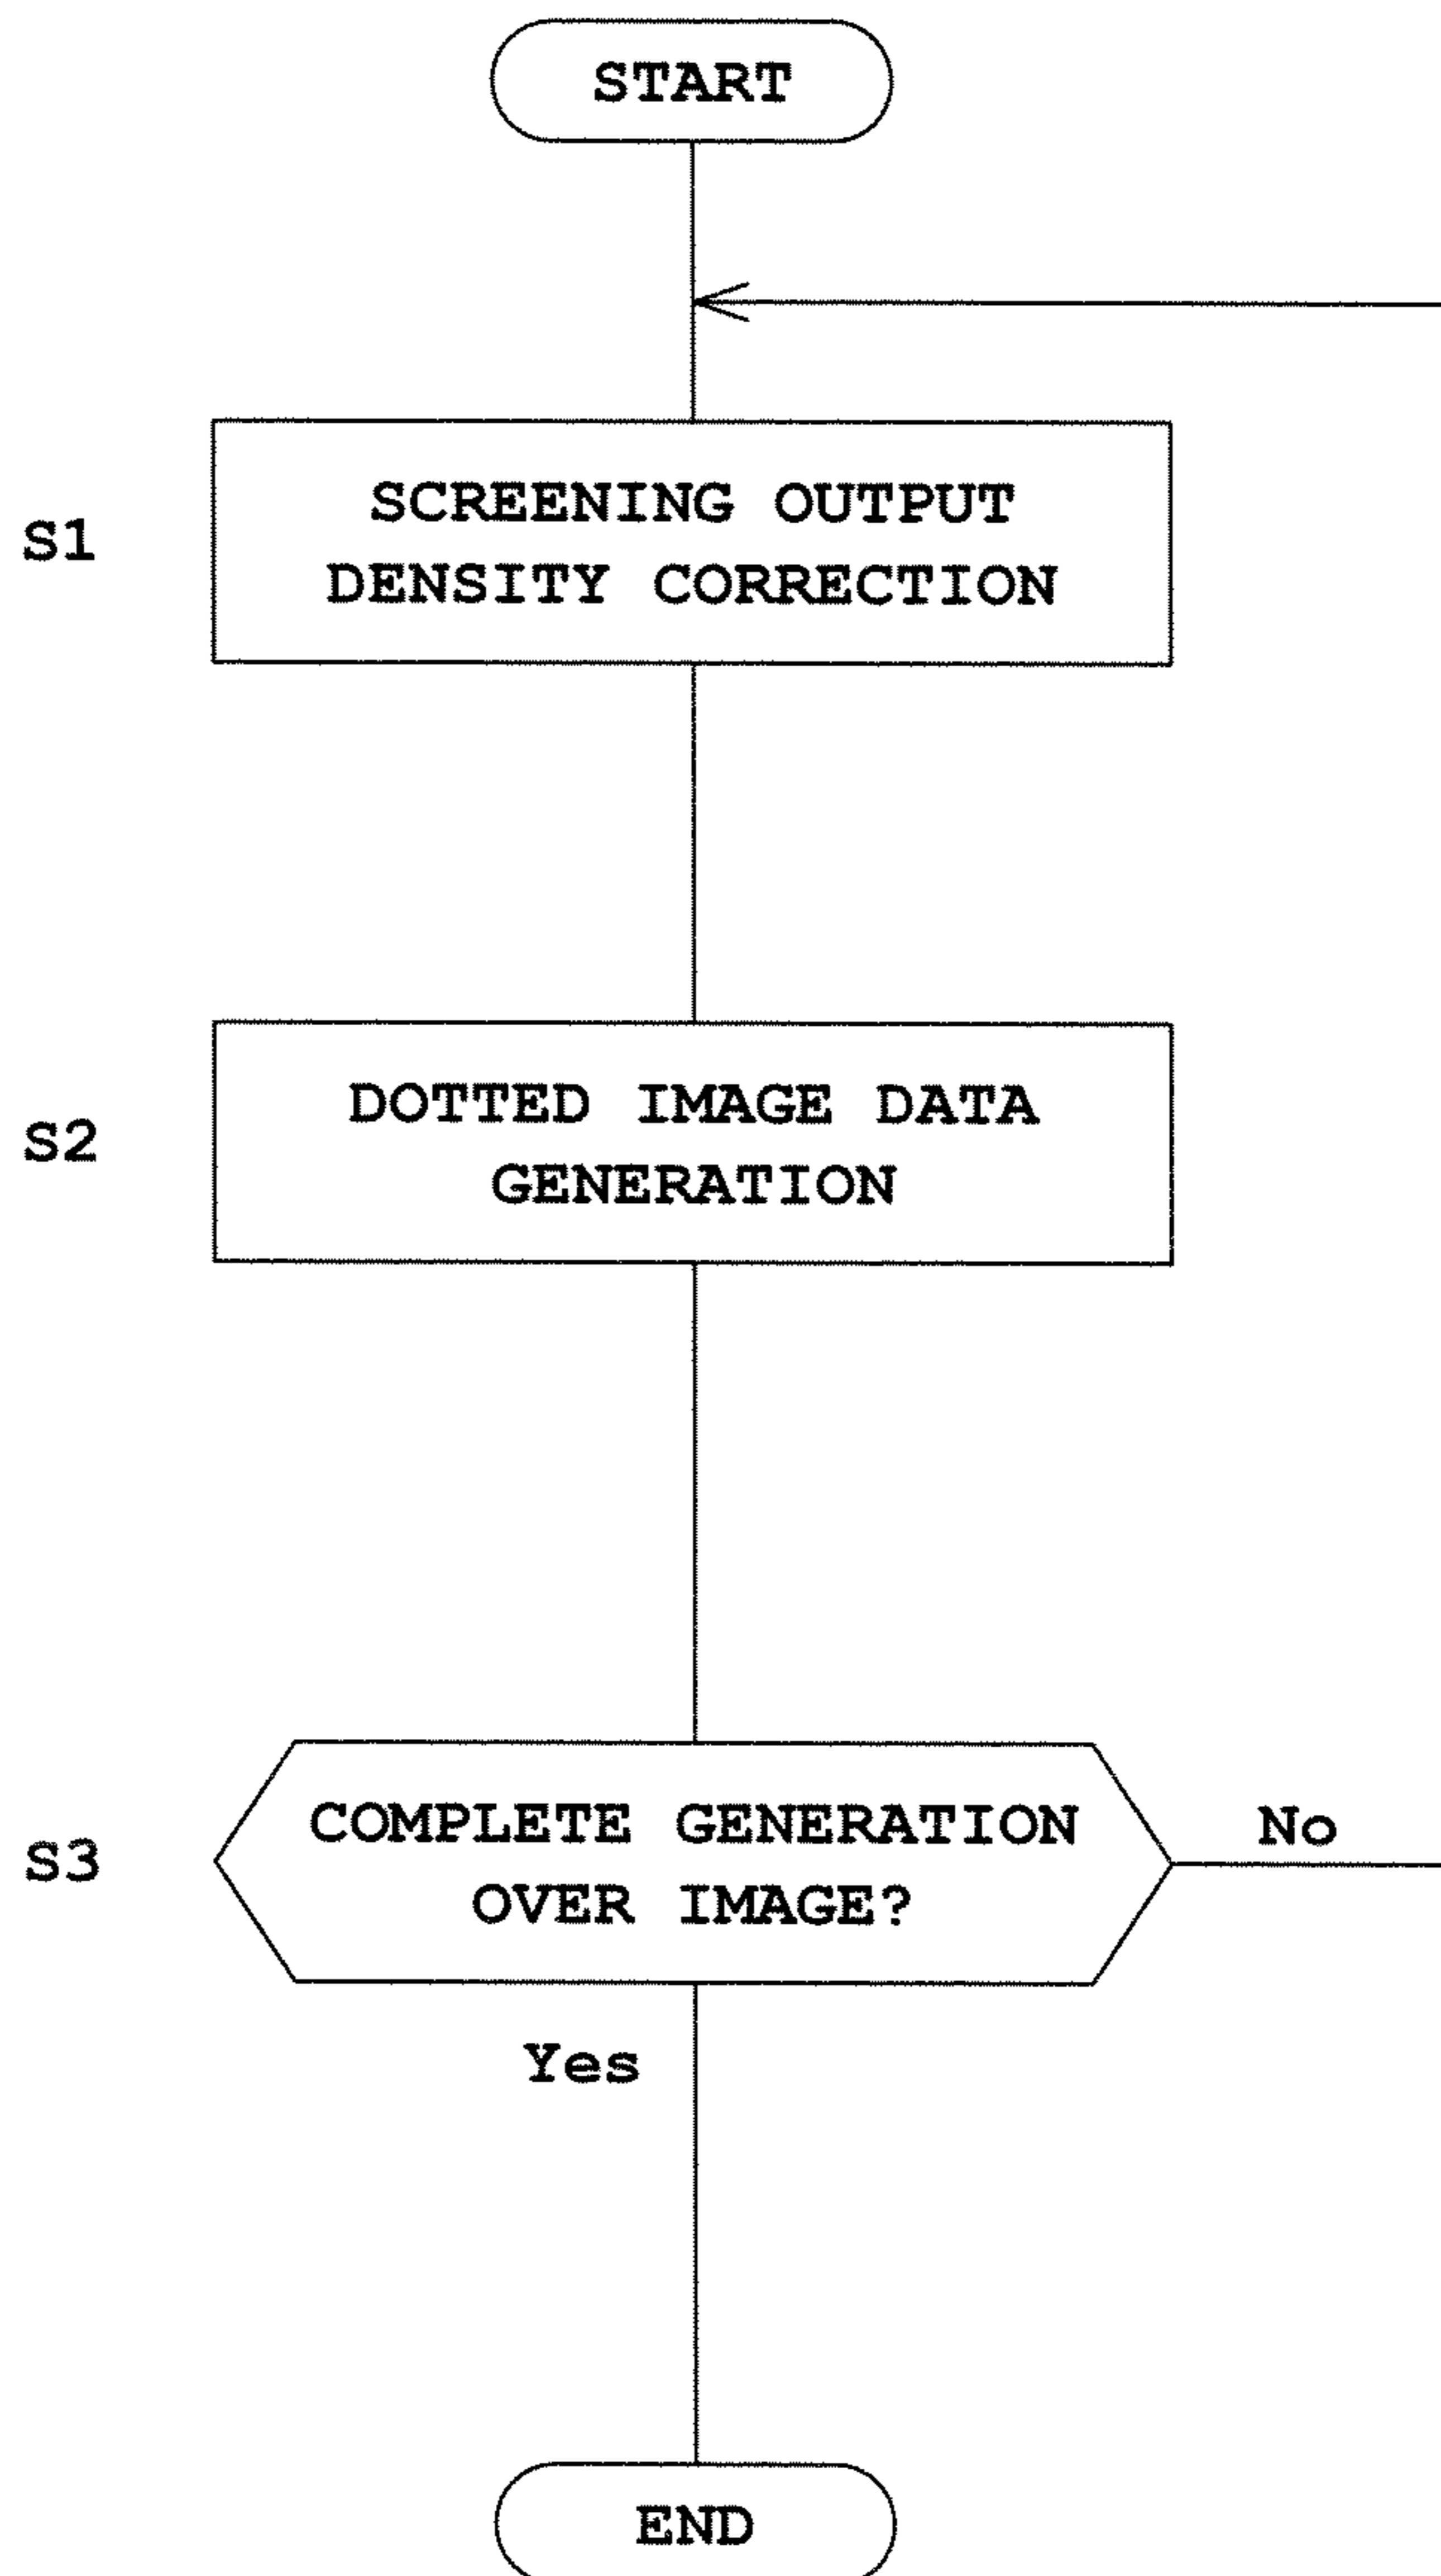 START
S1
SCREENING OUTPUT
DENSITY CORRECTION
S2
DOTTED IMAGE DATA
GENERATION
S3
COMPLETE GENERATION
OVER IMAGE?
No
Yes
END